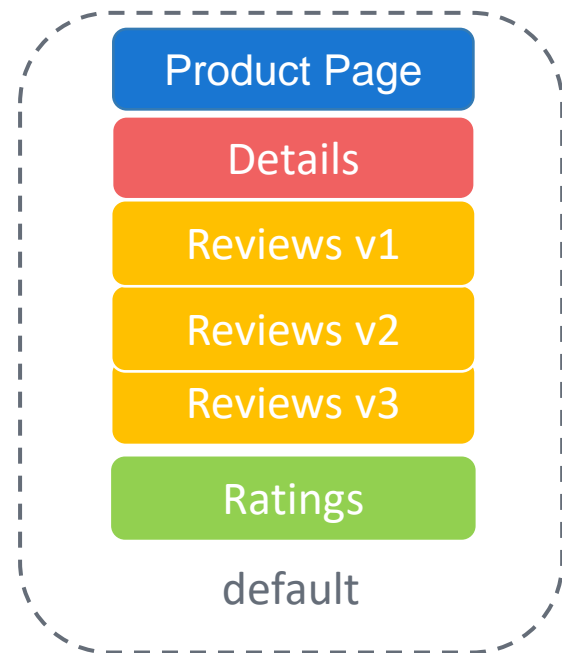 Product Page
Details
Reviews v1
Reviews v2
Reviews v3
Ratings
default